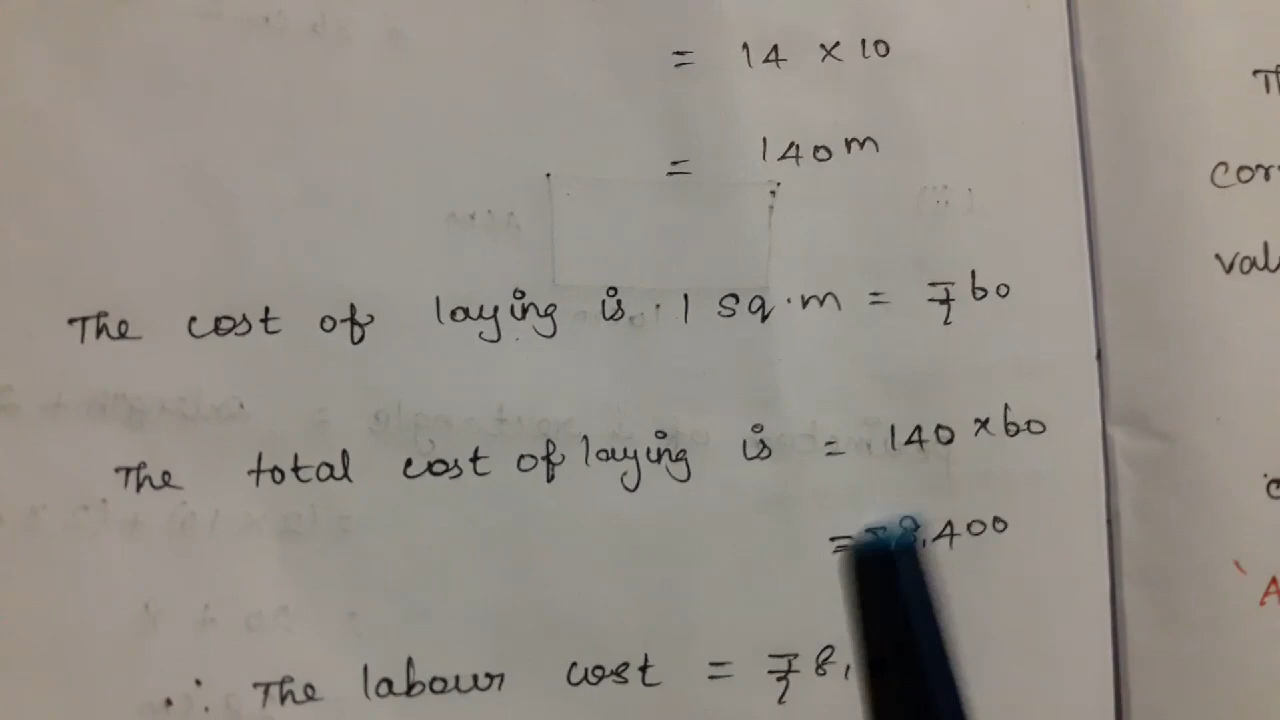 = 14 × 10
= 140m
The cost of laying is 1 sq.m = ₹60
The total cost of laying is = 140 × 60
= ₹8,400
∴ The labour cost = ₹8,